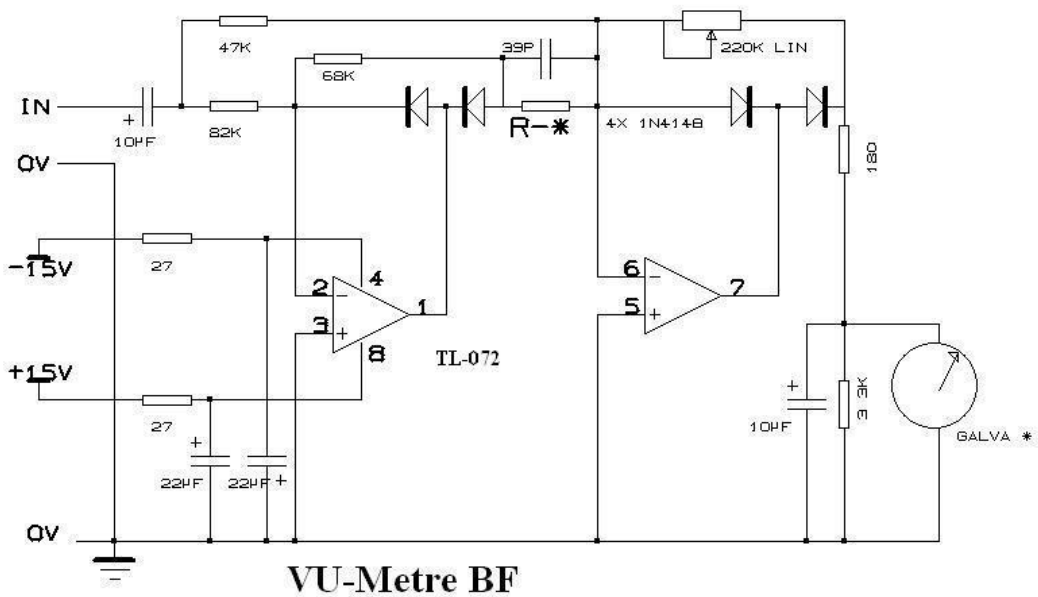 39P
47K
220K LIN
68K
IN
+
82K
R-*
4X 1N4148
10µF
180
0V
-15V
27
4
2
-
6
-
3
+
1
5
+
7
8
TL-072
+15V
27
+
10µF
3 3K
GALVA *
+
22µF
22µF
+
0V
VU-Metre BF